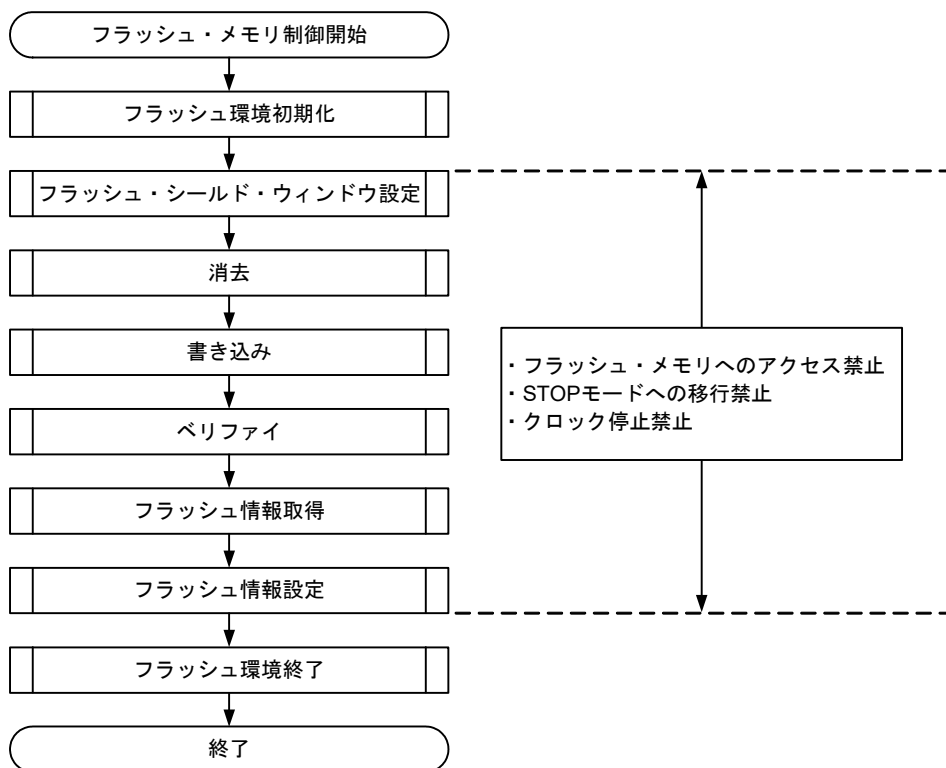 フラッシュ・メモリ制御開始
フラッシュ環境初期化
フラッシュ・シールド・ウィンドウ設定
消去
書き込み
ベリファイ
フラッシュ情報取得
フラッシュ情報設定
フラッシュ環境終了
終了
・フラッシュ・メモリへのアクセス禁止
・STOPモードへの移行禁止
・クロック停止禁止